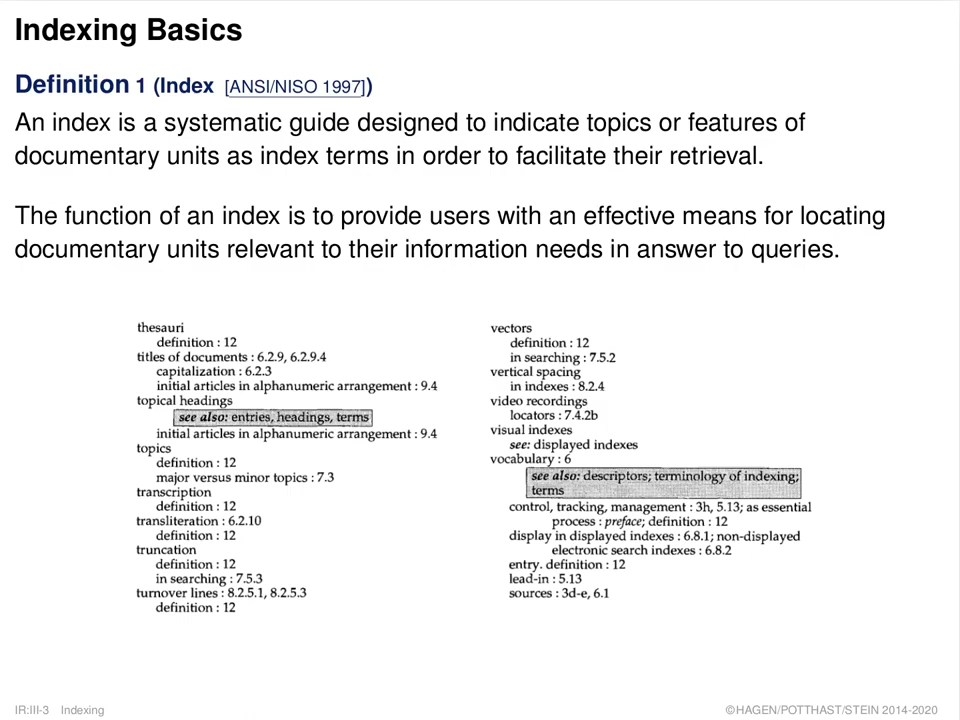 Indexing Basics
Definition 1 (Index [ANSI/NISO 1997])
An index is a systematic guide designed to indicate topics or features of
documentary units as index terms in order to facilitate their retrieval.
The function of an index is to provide users with an effective means for locating
documentary units relevant to their information needs in answer to queries.
thesauri
definition : 12
titles of documents : 6.2.9, 6.2.9.4
capitalization : 6.2.3
initial articles in alphanumeric arrangement : 9.4
topical headings
see also: entries, headings, terms
initial articles in alphanumeric arrangement : 9.4
topics
definition : 12
major versus minor topics : 7.3
transcription
definition : 12
transliteration : 6.2.10
definition : 12
truncation
definition : 12
in searching : 7.5.3
turnover lines : 8.2.5.1, 8.2.5.3
definition : 12
vectors
definition : 12
in searching : 7.5.2
vertical spacing
in indexes : 8.2.4
video recordings
locators : 7.4.2b
visual indexes
see: displayed indexes
vocabulary : 6
see also: descriptors; terminology of indexing;
terms
control, tracking, management : 3h, 5.13; as essential
process : preface; definition : 12
display in displayed indexes : 6.8.1; non-displayed
electronic search indexes : 6.8.2
entry. definition : 12
lead-in : 5.13
sources : 3d-e, 6.1
IR:III-3 Indexing
©HAGEN/POTTHAST/STEIN 2014-2020